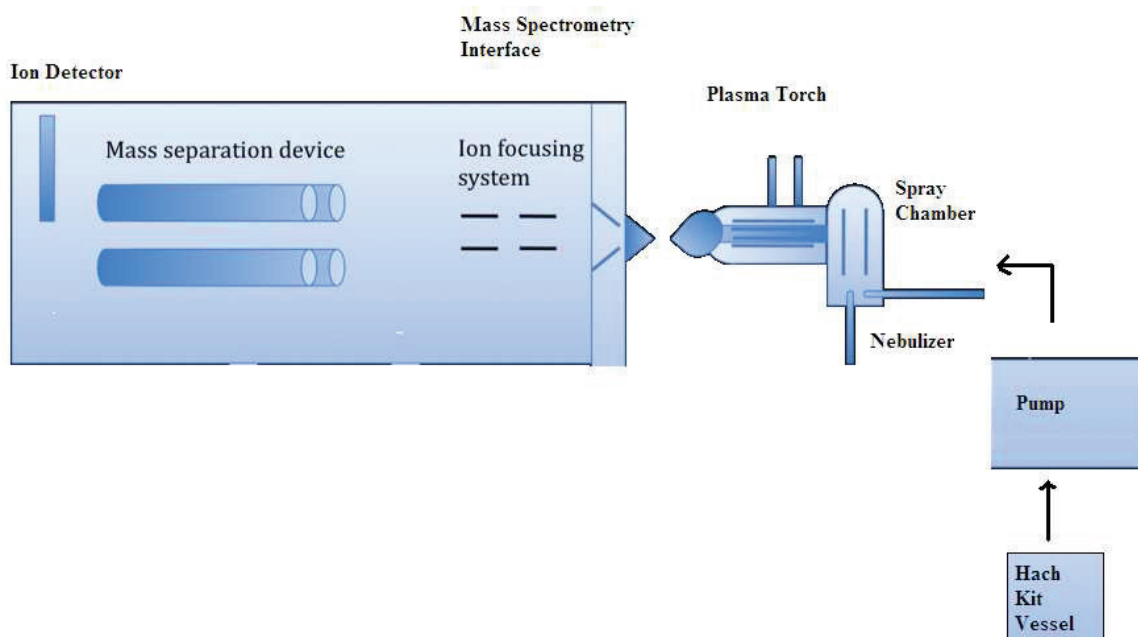 Mass Spectrometry
Interface
Ion Detector
Plasma Torch
Mass separation device
Ion focusing
system
Spray
Chamber
Nebulizer
Pump
Hach
Kit
Vessel